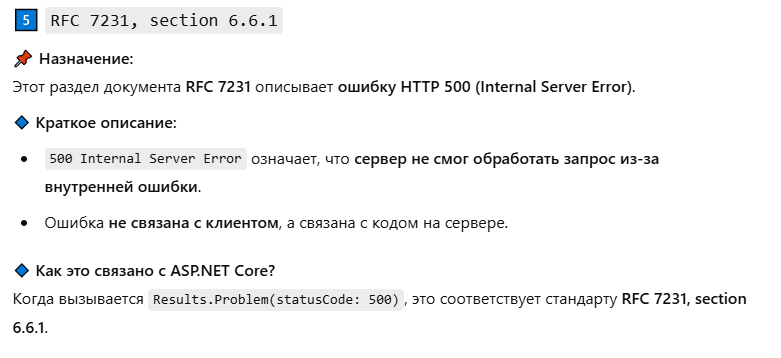 5 RFC 7231, section 6.6.1
📌 Назначение:
Этот раздел документа RFC 7231 описывает ошибку HTTP 500 (Internal Server Error).
🔹 Краткое описание:
• 500 Internal Server Error означает, что сервер не смог обработать запрос из-за
внутренней ошибки.
• Ошибка не связана с клиентом, а связана с кодом на сервере.
🔹 Как это связано с ASP.NET Core?
Когда вызывается Results.Problem(statusCode: 500), это соответствует стандарту RFC 7231, section
6.6.1.